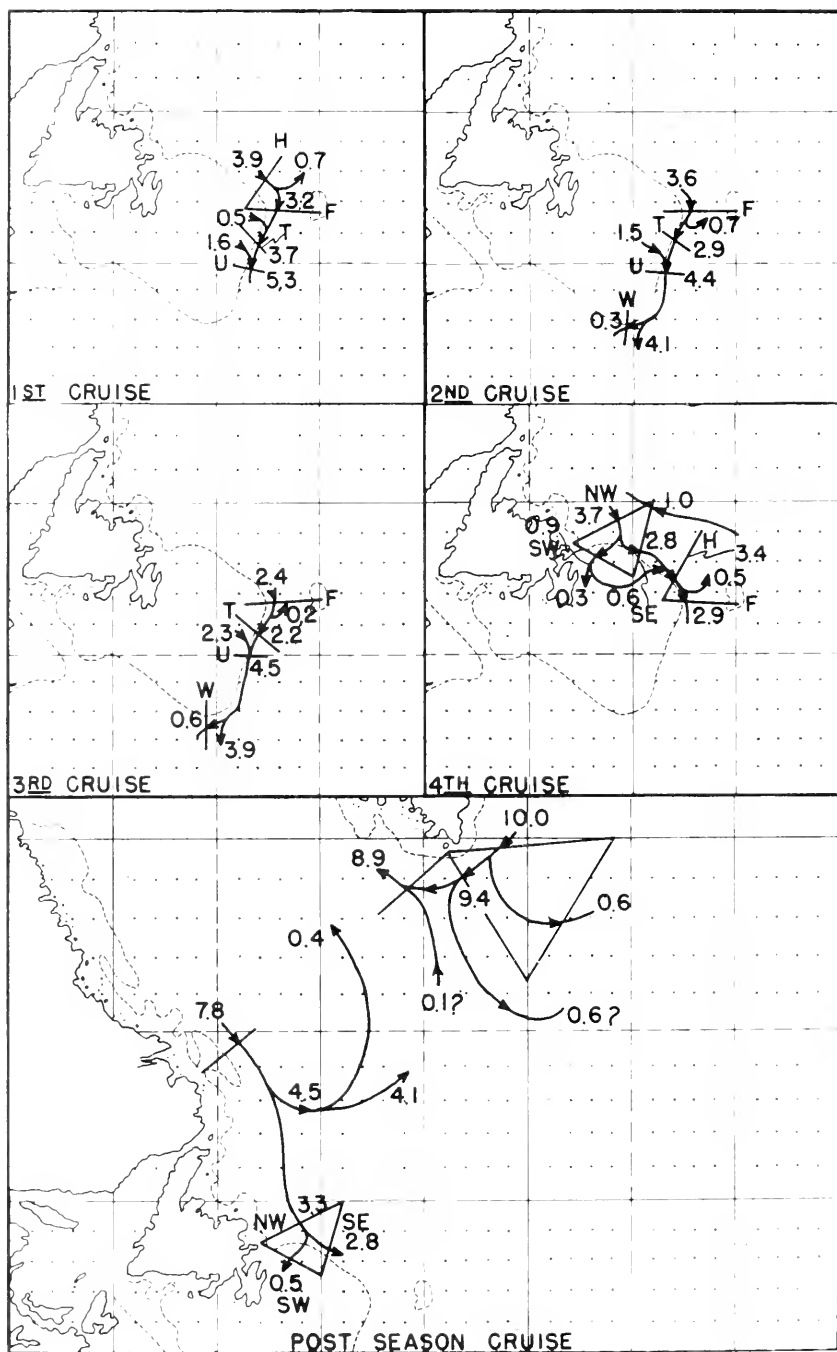 H
3.9 0.7
3.2
F
0.5
T
1.6 3.7
U
5.3
1ST CRUISE
3.6
F
0.7
T
1.5 2.9
U
4.4
W
0.3
4.1
2ND CRUISE
2.4
F
0.2
T
2.3 2.2
U
4.5
W
0.6
3.9
3RD CRUISE
NW 1.0
3.7
0.9 H
SW 2.8 3.4
0.5
0.3 0.6
SE 2.9 F
4TH CRUISE
10.0
8.9
9.4 0.6
0.4
0.1? 0.6?
7.8
4.5 4.1
3.3
NW SE
2.8
0.5
SW
POST SEASON CRUISE